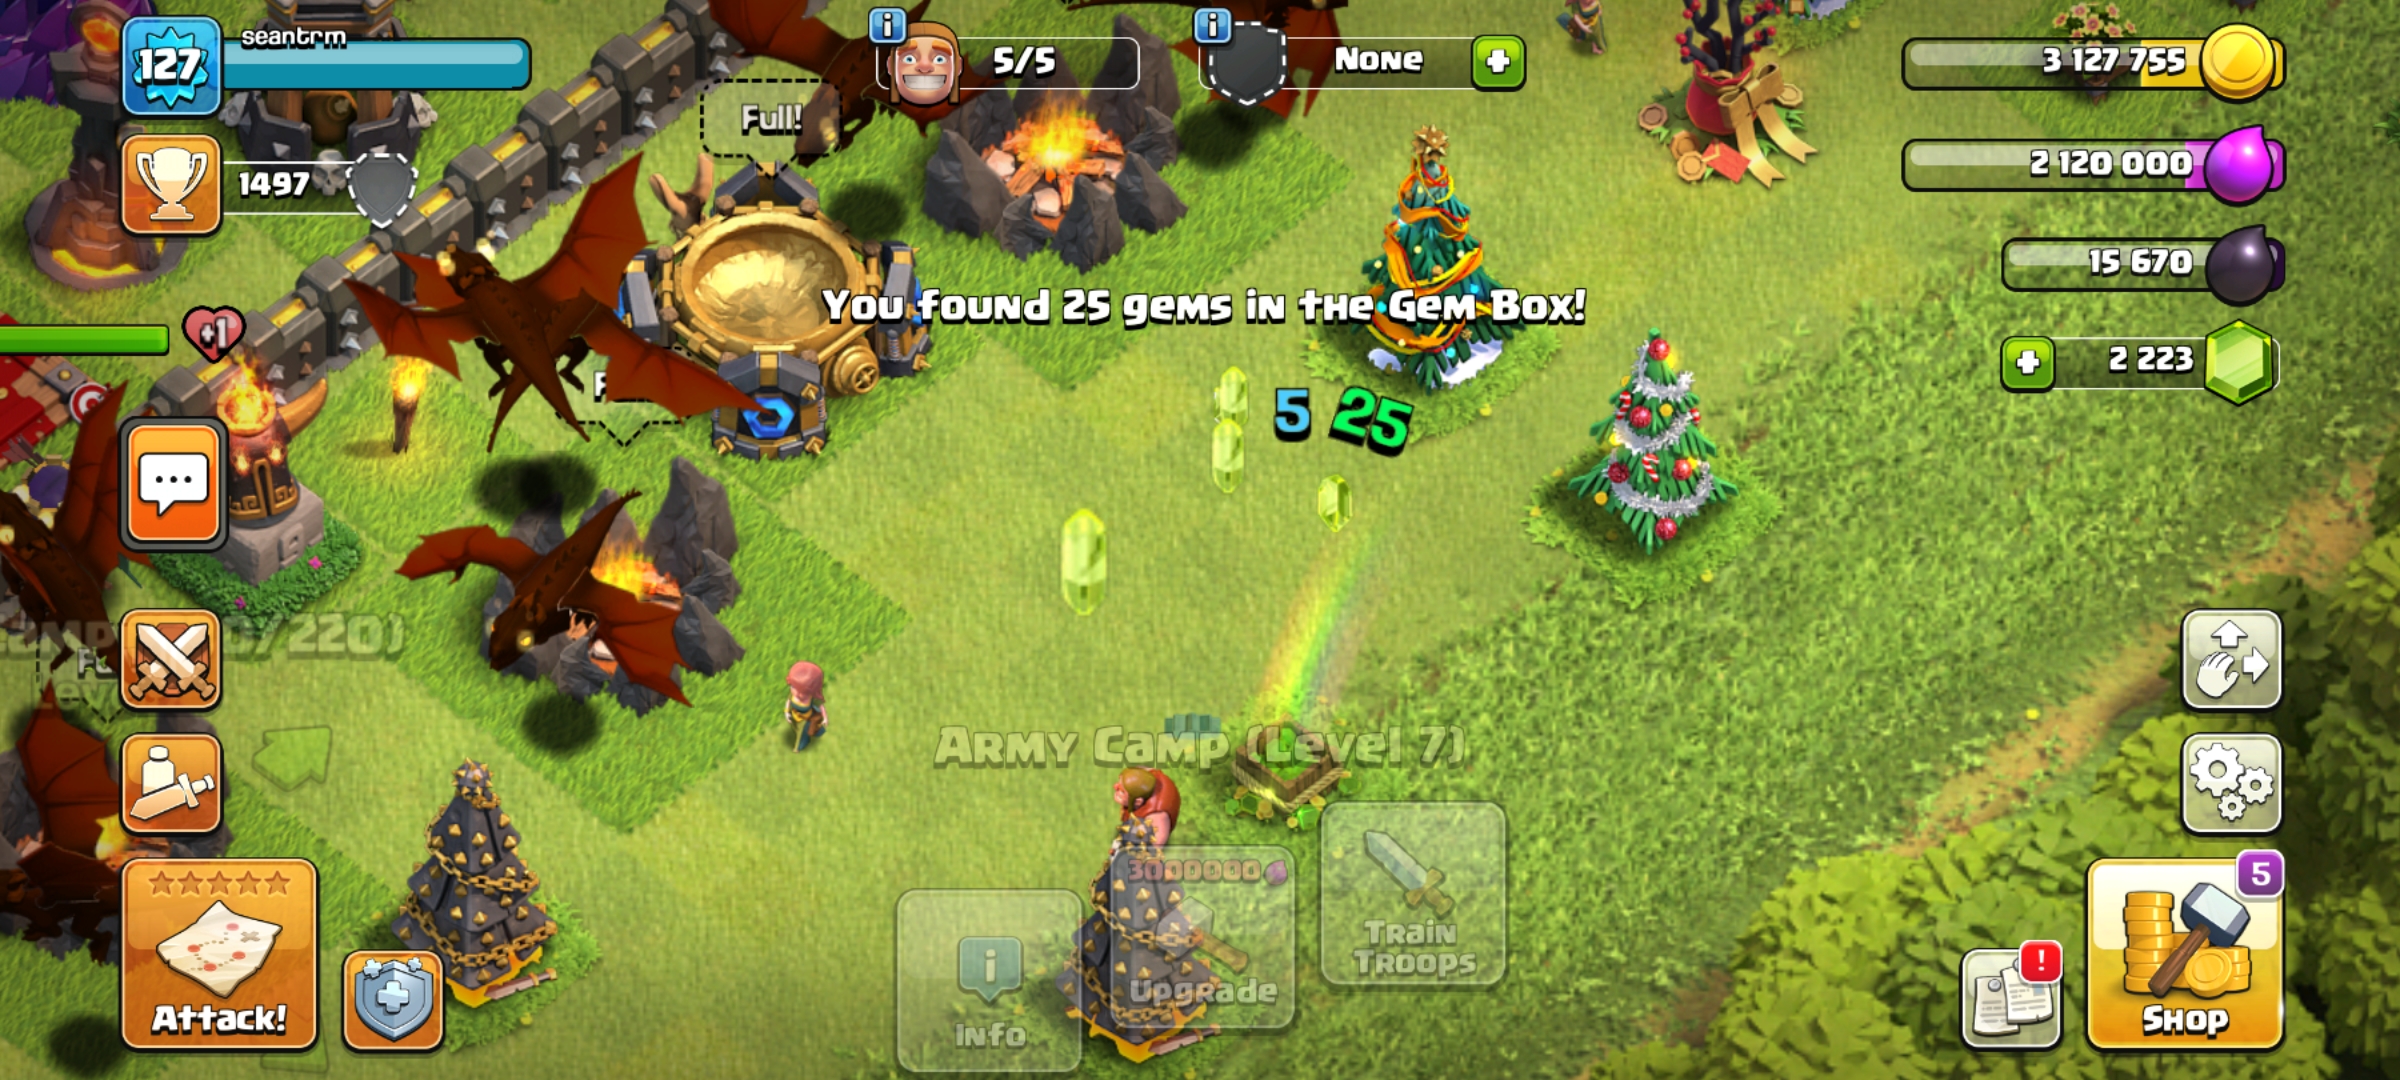 127
seantrm
5/5
None
3 127 755
Full!
1497
2 120 000
15 670
You found 25 gems in the Gem Box!
+1
2 223
5 25
/220)
Army Camp (Level 7)
3000000
Train
Troops
Upgrade
Info
5
!
Attack!
Shop